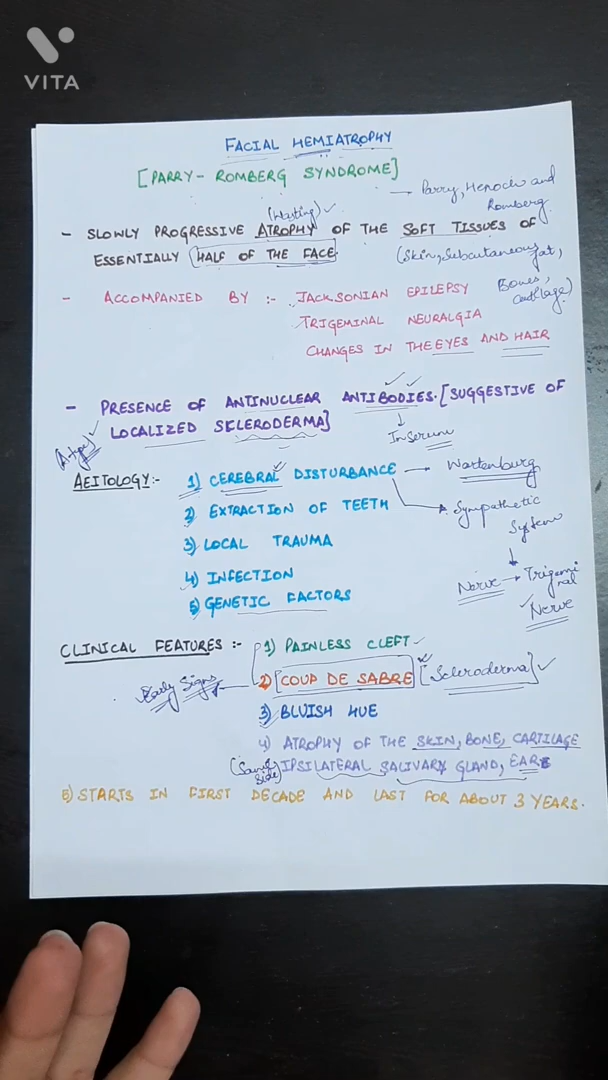 VITA
FACIAL HEMIATROPHY
[PARRY- ROMBERG SYNDROME]
→ Parry, Henoch and
Romberg
(Wasting)
- SLOWLY PROGRESSIVE ATROPHY OF THE SOFT TISSUES OF
ESSENTIALLY HALF OF THE FACE. (Skin, Subcutaneous fat,
Bones,
cartilage)
- ACCOMPANIED BY :- JACKSONIAN EPILEPSY
TRIGEMINAL NEURALGIA
CHANGES IN THE EYES AND HAIR
- PRESENCE OF ANTINUCLEAR ANTIBODIES. [SUGGESTIVE OF
LOCALIZED SCLERODERMA]
In serum
(A type)
AEITOLOGY:- 1) CEREBRAL DISTURBANCE → Wartenburg
2) EXTRACTION OF TEETH
Sympathetic
System
3) LOCAL TRAUMA
4) INFECTION
Nerve → Trigeminal
Nerve
5) GENETIC FACTORS
CLINICAL FEATURES :- 1) PAINLESS CLEFT
Early Signs
2) [COUP DE SABRE] [Scleroderma]
3) BLUISH HUE
4) ATROPHY OF THE SKIN, BONE, CARTILAGE
(Same Side) IPSILATERAL SALIVARY GLAND, EARS
5) STARTS IN FIRST DECADE AND LAST FOR ABOUT 3 YEARS.